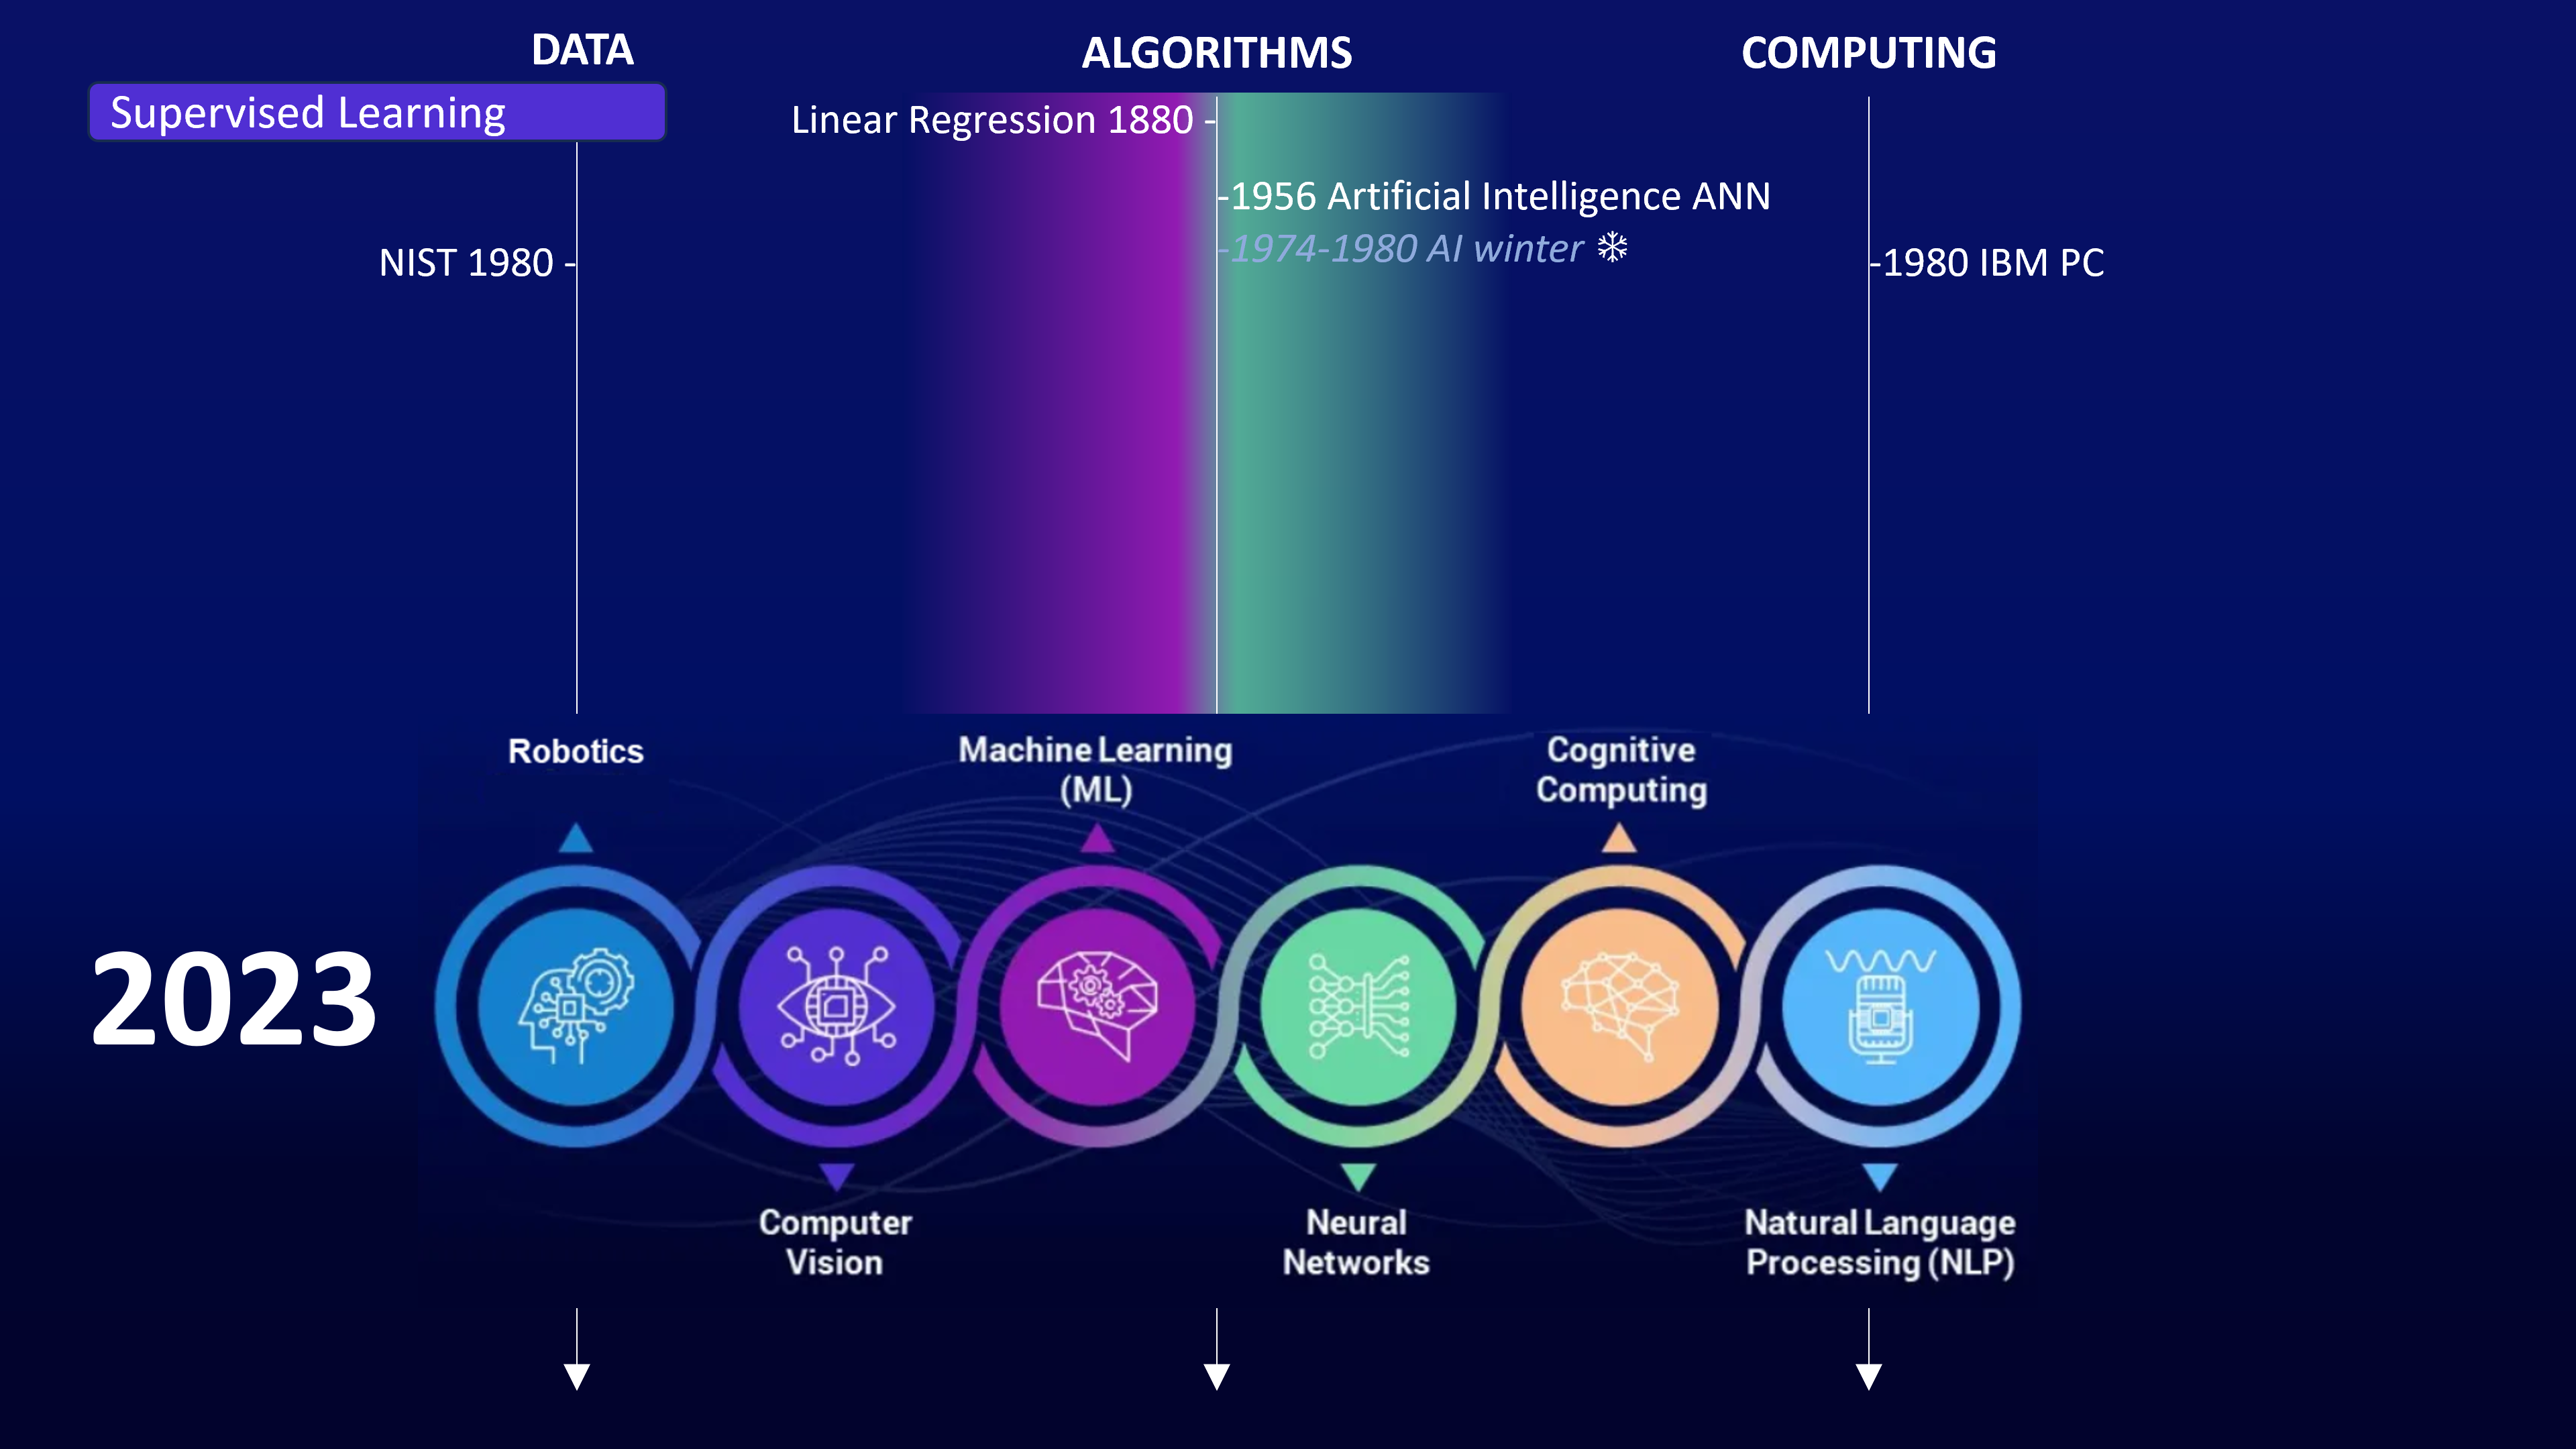 DATA
ALGORITHMS
COMPUTING
Supervised Learning
Linear Regression 1880 -
-1956 Artificial Intelligence ANN
-1974-1980 AI winter ❄
NIST 1980 -
-1980 IBM PC
Robotics
Machine Learning
(ML)
Cognitive
Computing
2023
Computer
Vision
Neural
Networks
Natural Language
Processing (NLP)